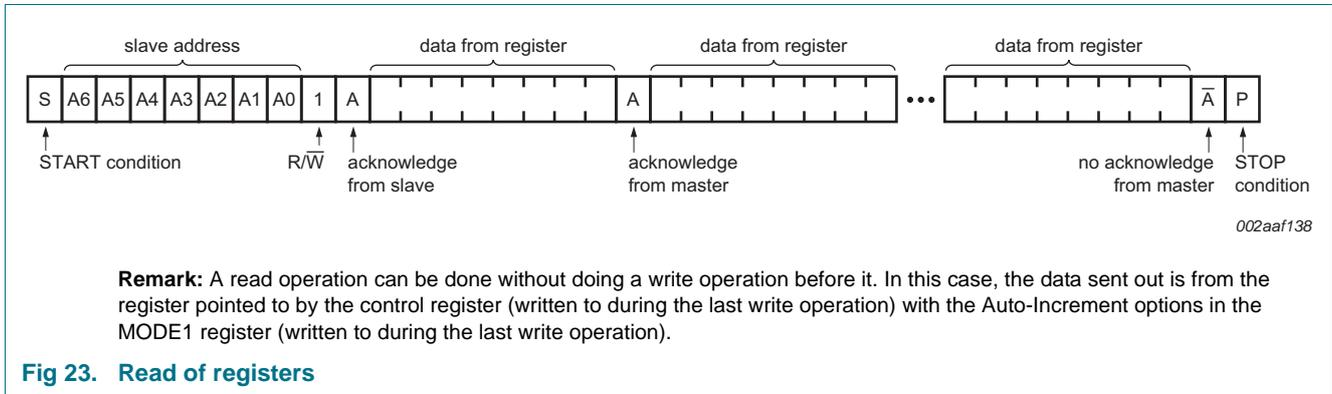 slave address data from register data from register data from register
S A6 A5 A4 A3 A2 A1 A0 1 A A A̅ P
START condition R/W̅ acknowledge acknowledge no acknowledge STOP
from slave from master from master condition
002aaf138
Remark: A read operation can be done without doing a write operation before it. In this case, the data sent out is from the
register pointed to by the control register (written to during the last write operation) with the Auto-Increment options in the
MODE1 register (written to during the last write operation).
Fig 23. Read of registers